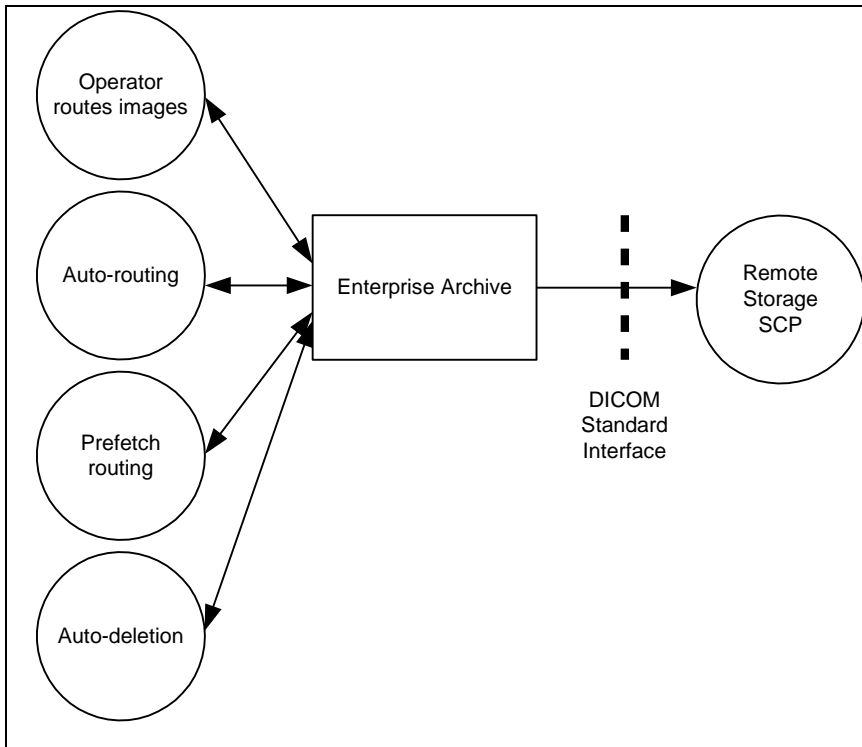 Operator
routes images
Auto-routing
Enterprise Archive
Remote
Storage
SCP
DICOM
Standard
Interface
Prefetch
routing
Auto-deletion